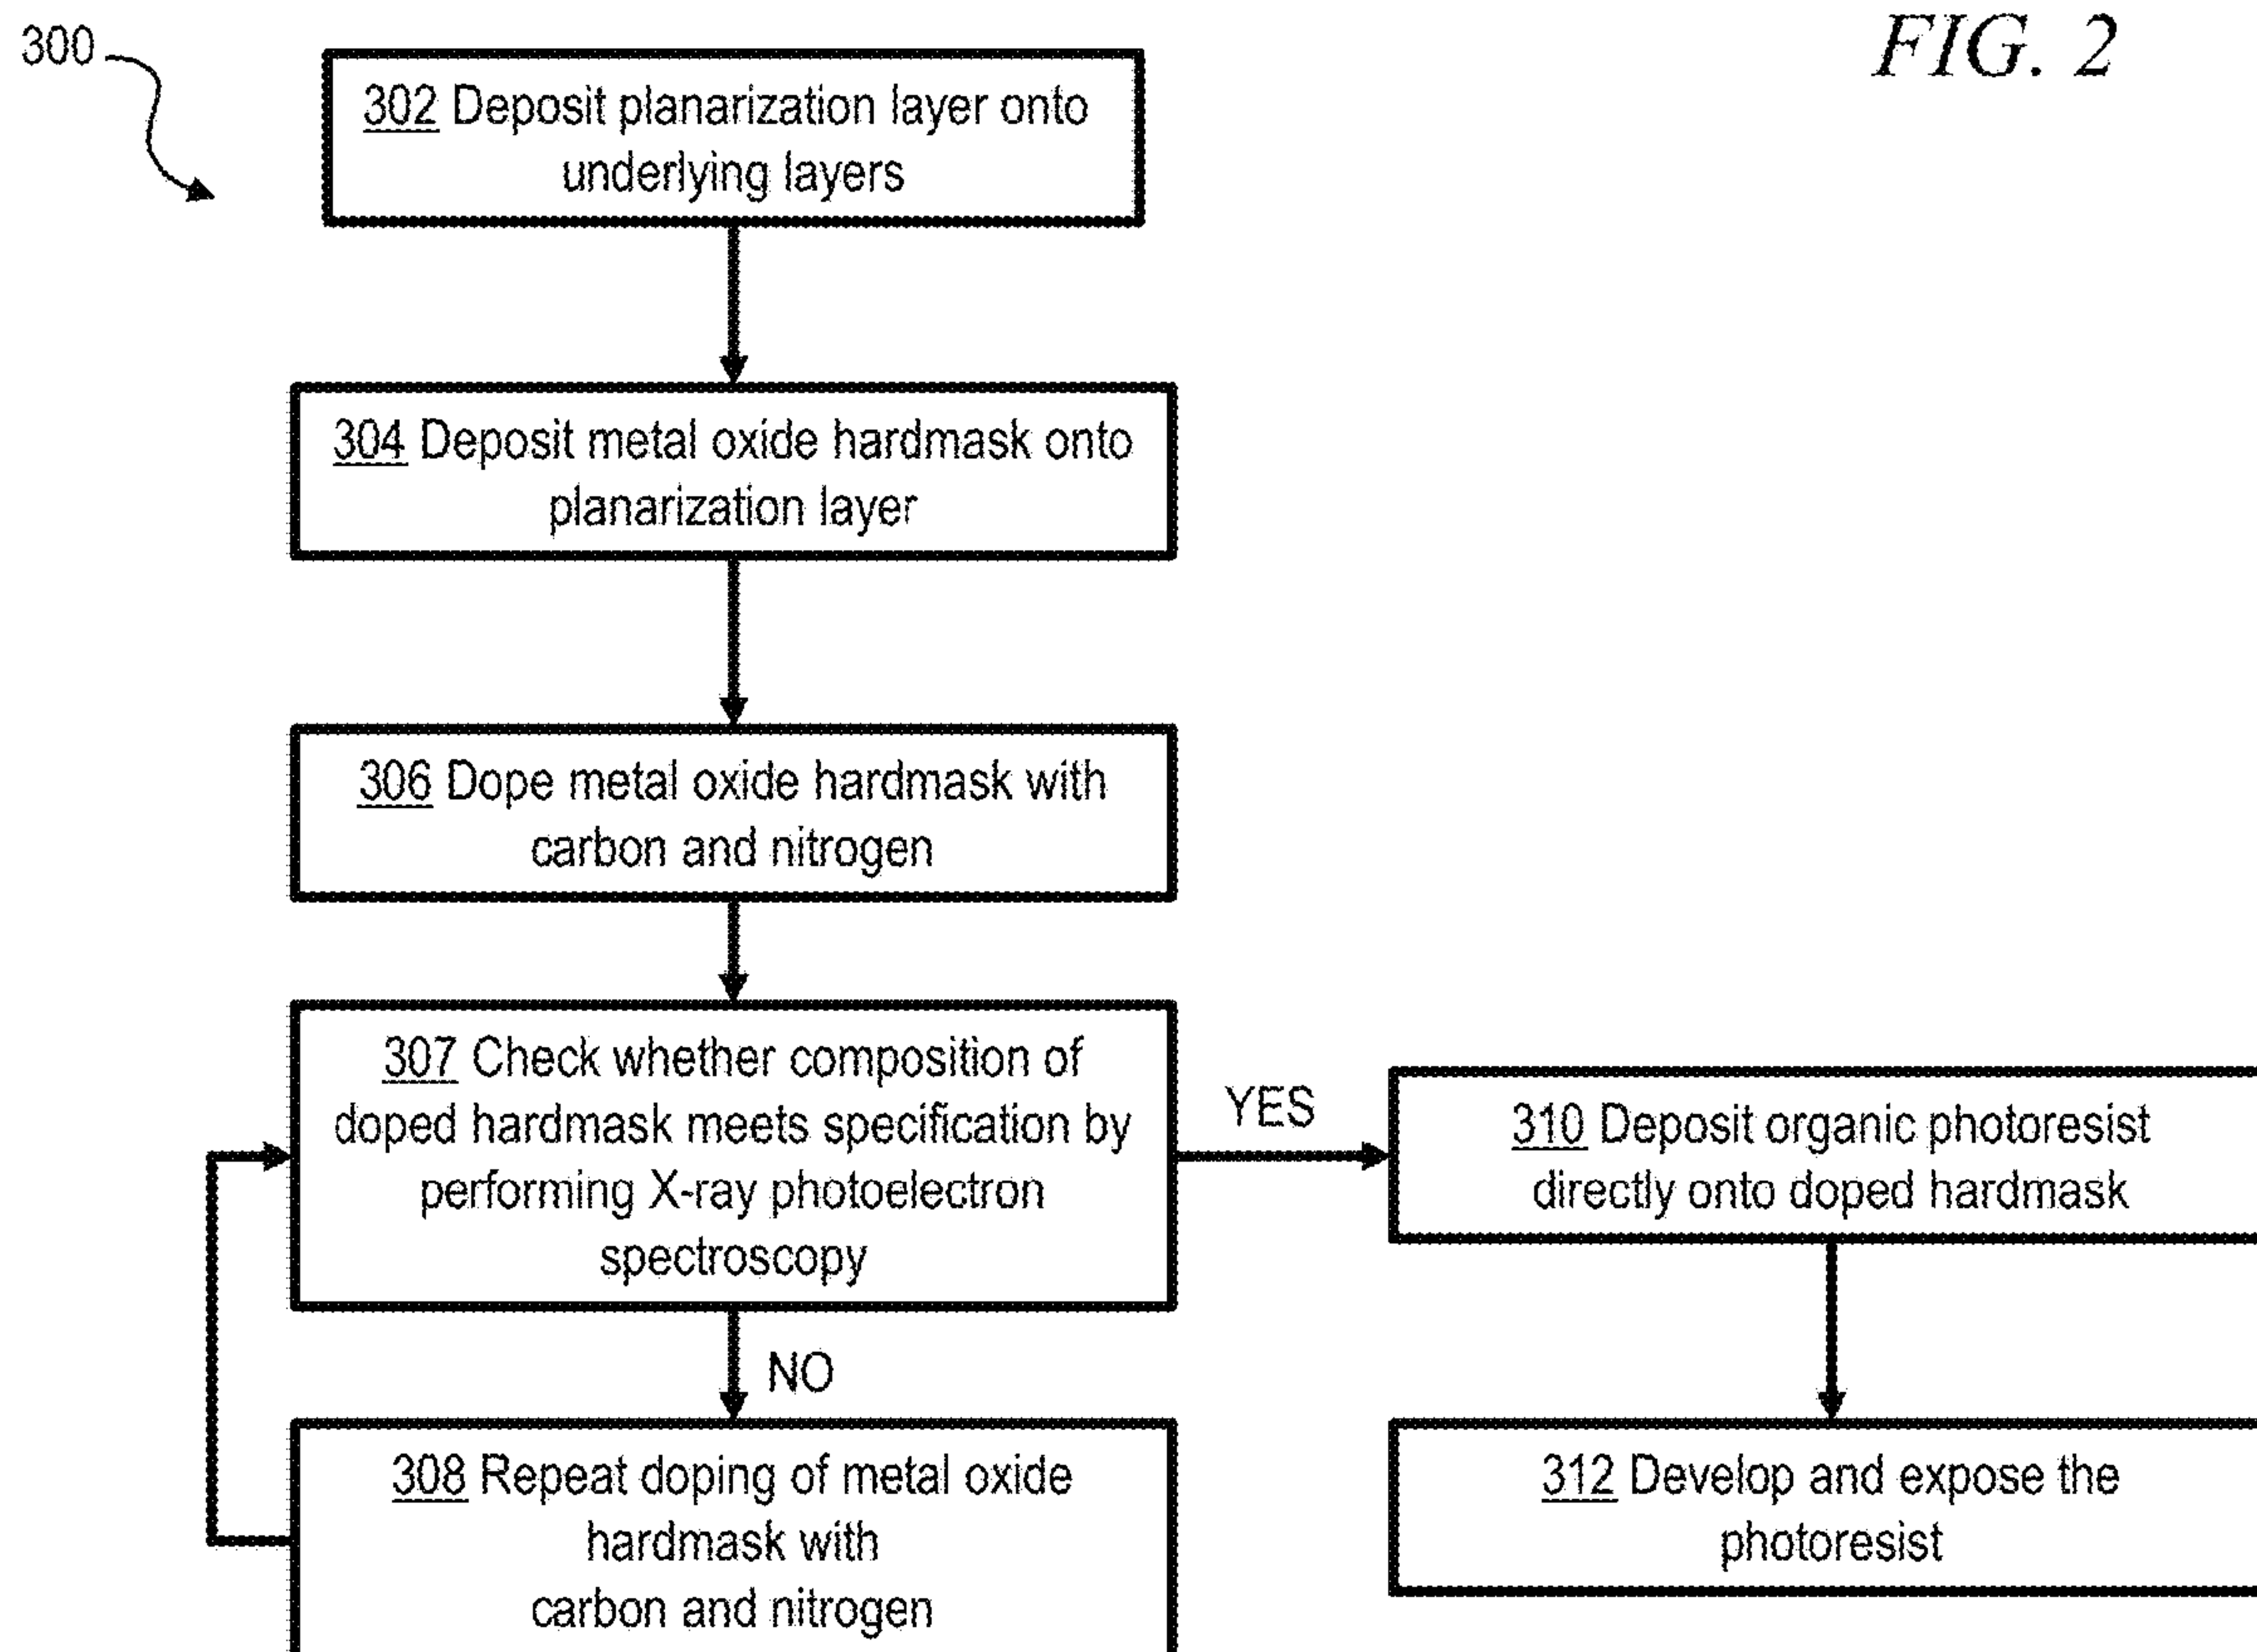 FIG. 2
300
302 Deposit planarization layer onto
underlying layers
304 Deposit metal oxide hardmask onto
planarization layer
306 Dope metal oxide hardmask with
carbon and nitrogen
307 Check whether composition of
doped hardmask meets specification by
performing X-ray photoelectron
spectroscopy
YES
310 Deposit organic photoresist
directly onto doped hardmask
NO
308 Repeat doping of metal oxide
hardmask with
carbon and nitrogen
312 Develop and expose the
photoresist